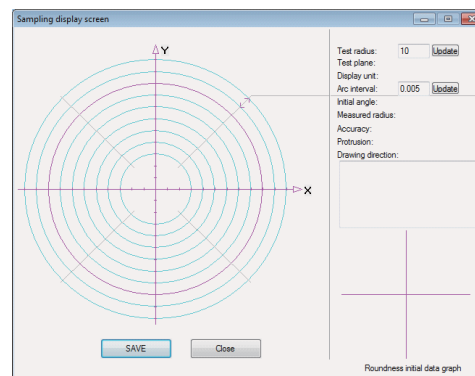 Sampling display screen
Y
X
Test radius: 10 Update
Test plane:
Display unit:
Arc interval: 0.005 Update
Initial angle:
Measured radius:
Accuracy:
Protrusion:
Drawing direction:
SAVE Close
Roundness initial data graph